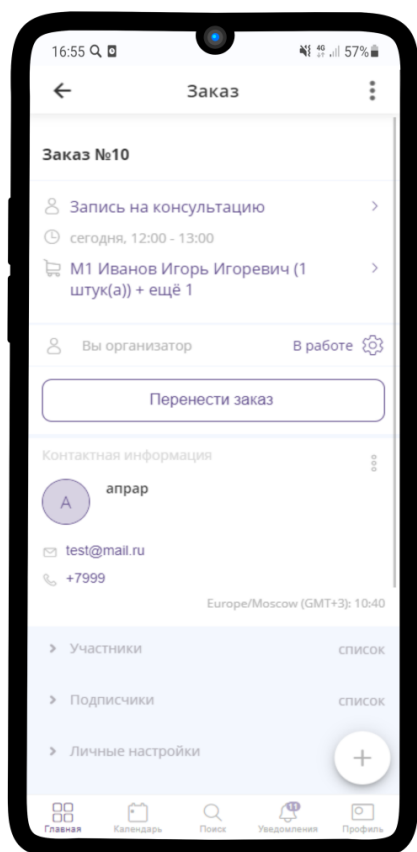 16:55 4G 57%
Заказ
Заказ №10
Запись на консультацию
сегодня, 12:00 - 13:00
М1 Иванов Игорь Игоревич (1
штук(а)) + ещё 1
Вы организатор В работе
Перенести заказ
Контактная информация
А
апрар
test@mail.ru
+7999
Europe/Moscow (GMT+3): 10:40
Участники список
Подписчики список
Личные настройки
+
Главная Календарь Поиск Уведомления Профиль